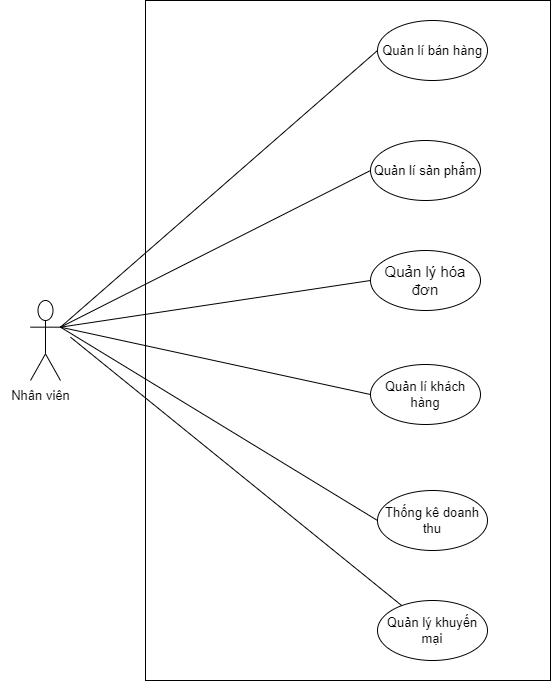 Quản lí bán hàng
Quản lí sản phẩm
Quản lý hóa
đơn
Nhân viên
Quản lí khách
hàng
Thống kê doanh
thu
Quản lý khuyến
mại